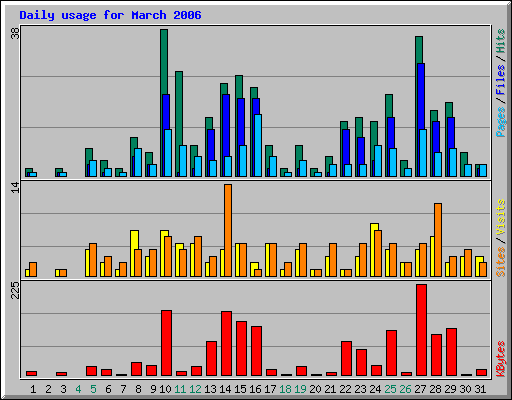 Daily usage for March 2006
38
Pages / Files / Hits
14
Sites / Visits
225
KBytes
1 2 3 4 5 6 7 8 9 10 11 12 13 14 15 16 17 18 19 20 21 22 23 24 25 26 27 28 29 30 31